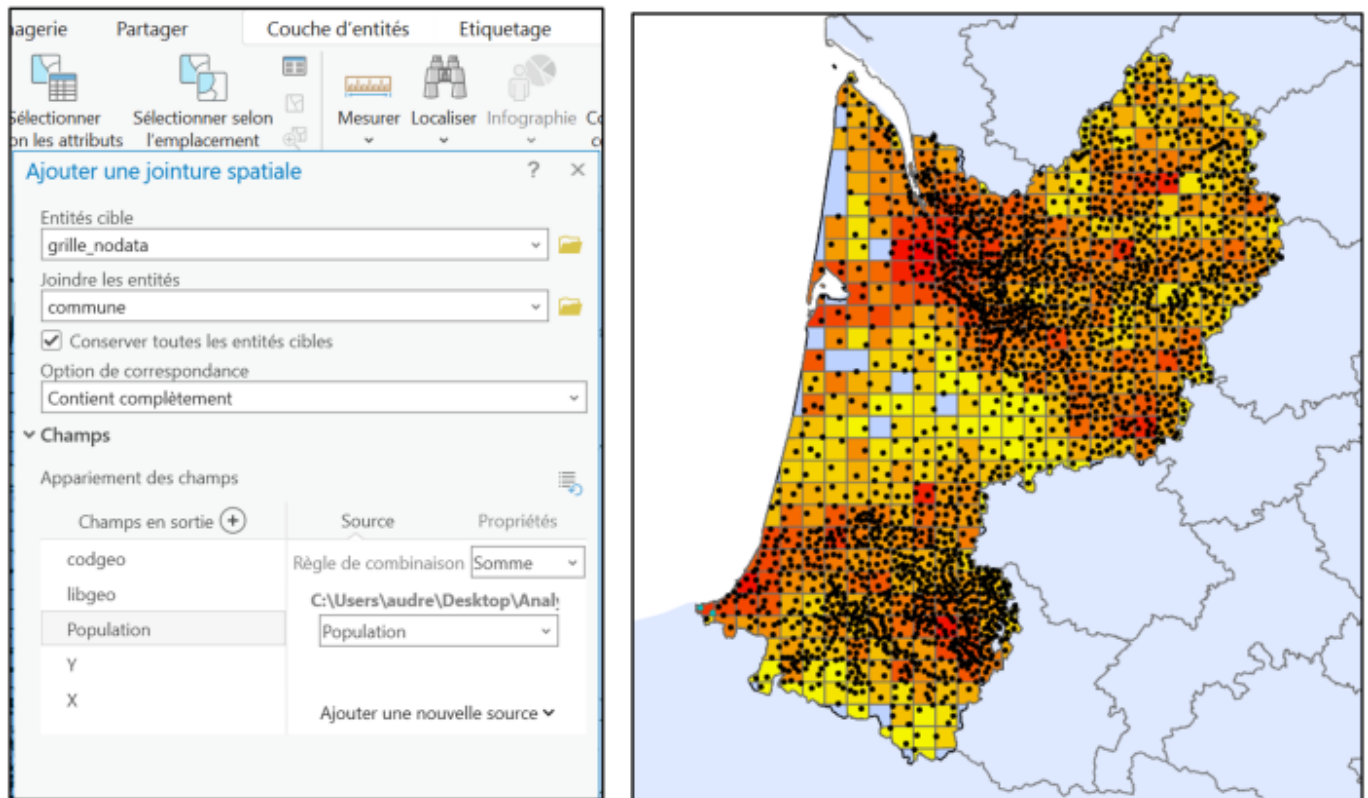 nagerie Partager Couche d'entités Etiquetage
Sélectionner Sélectionner selon Mesurer Localiser Infographie Co
on les attributs l'emplacement
Ajouter une jointure spatiale ? ×
Entités cible
grille_nodata
Joindre les entités
commune
Conserver toutes les entités cibles
Option de correspondance
Contient complètement
Champs
Appariement des champs
Champs en sortie Source Propriétés
codgeo Règle de combinaison Somme
libgeo C:\Users\audre\Desktop\Anal
Population Population
Y
X Ajouter une nouvelle source